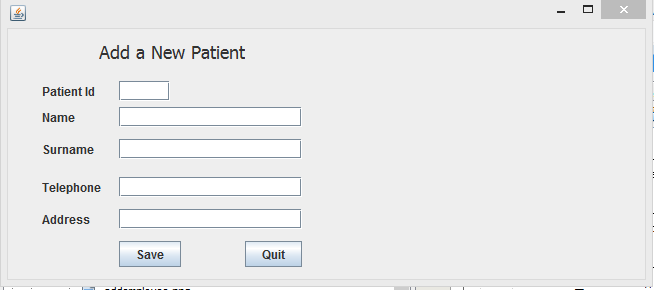 Add a New Patient
Patient Id
Name
Surname
Telephone
Address
Save Quit